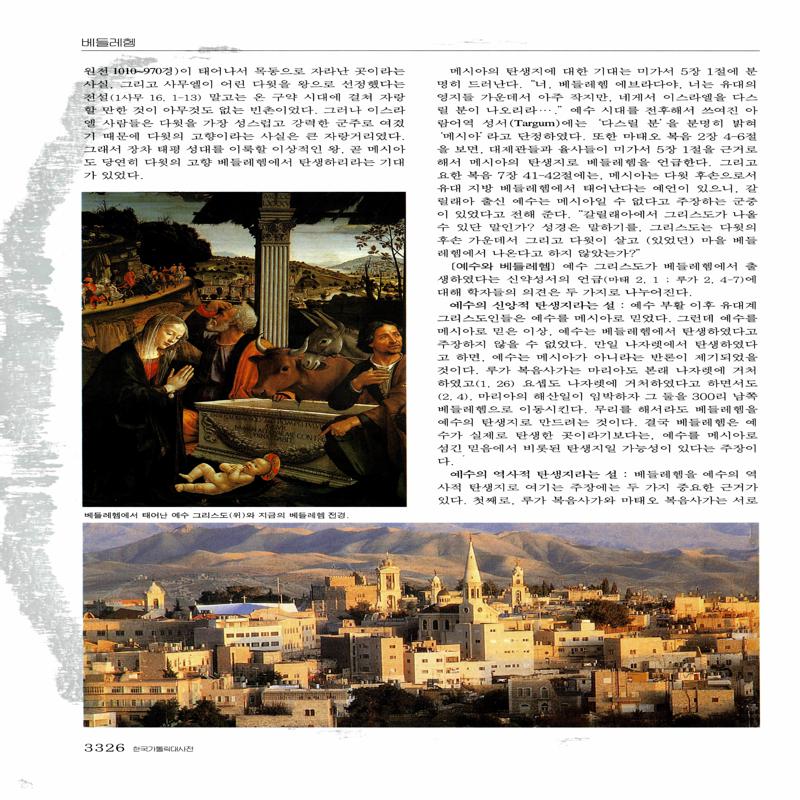 베들레헴
원전 1010~970경)이 태어나서 목동으로 자라난 곳이라는
사실, 그리고 사무엘이 어린 다윗을 왕으로 선정했다는
전설(1사무 16, 1-13) 말고는 온 구약 시대에 걸쳐 자랑
할 만한 것이 아무것도 없는 빈촌이었다. 그러나 이스라
엘 사람들은 다윗을 가장 성스럽고 강력한 군주로 여겼
기 때문에 다윗의 고향이라는 사실은 큰 자랑거리였다.
그래서 장차 태평 성대를 이룩할 이상적인 왕, 곧 메시아
도 당연히 다윗의 고향 베들레헴에서 탄생하리라는 기대
가 있었다.
베들레헴에서 태어난 예수 그리스도(위)와 지금의 베들레헴 전경.
메시아의 탄생지에 대한 기대는 미가서 5장 1절에 분
명히 드러난다. “너, 베들레헴 에브라다야, 너는 유대의
영지들 가운데서 아주 작지만, 네게서 이스라엘을 다스
릴 분이 나오리라….” 예수 시대를 전후해서 쓰여진 아
람어역 성서(Targum)에는 ‘다스릴 분’을 분명히 밝혀
‘메시아’라고 단정하였다. 또한 마태오 복음 2장 4-6절
을 보면, 대제관들과 율사들이 미가서 5장 1절을 근거로
해서 메시아의 탄생지로 베들레헴을 언급한다. 그리고
요한 복음 7장 41-42절에는, 메시아는 다윗 후손으로서
유대 지방 베들레헴에서 태어난다는 예언이 있으니, 갈
릴래아 출신 예수는 메시아일 수 없다고 주장하는 군중
이 있었다고 전해 준다. “갈릴래아에서 그리스도가 나올
수 있단 말인가? 성경은 말하기를, 그리스도는 다윗의
후손 가운데서 그리고 다윗이 살고 (있었던) 마을 베들
레헴에서 나온다고 하지 않았는가?”
[예수와 베들레헴] 예수 그리스도가 베들레헴에서 출
생하였다는 신약성서의 언급(마태 2, 1 : 루가 2, 4-7)에
대해 학자들의 의견은 두 가지로 나누어진다.
예수의 신앙적 탄생지라는 설 : 예수 부활 이후 유대계
그리스도인들은 예수를 메시아로 믿었다. 그런데 예수를
메시아로 믿은 이상, 예수는 베들레헴에서 탄생하였다고
주장하지 않을 수 없었다. 만일 나자렛에서 탄생하였다
고 하면, 예수는 메시아가 아니라는 반론이 제기되었을
것이다. 루가 복음사가는 마리아도 본래 나자렛에 거처
하였고(1, 26) 요셉도 나자렛에 거처하였다고 하면서도
(2, 4), 마리아의 해산일이 임박하자 그 둘을 300리 남쪽
베들레헴으로 이동시킨다. 무리를 해서라도 베들레헴을
예수의 탄생지로 만드려는 것이다. 결국 베들레헴은 예
수가 실제로 탄생한 곳이라기보다는, 예수를 메시아로
섬긴 믿음에서 비롯된 탄생지일 가능성이 있다는 주장이
다.
예수의 역사적 탄생지라는 설 : 베들레헴을 예수의 역
사적 탄생지로 여기는 주장에는 두 가지 중요한 근거가
있다. 첫째로, 루가 복음사가와 마태오 복음사가는 서로
3326 한국가톨릭대사전